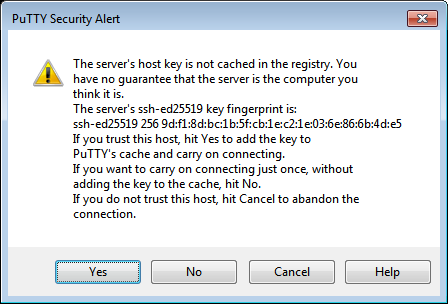 PuTTY Security Alert
The server's host key is not cached in the registry. You
have no guarantee that the server is the computer you
think it is.
The server's ssh-ed25519 key fingerprint is:
ssh-ed25519 256 9d:f1:8d:bc:1b:5f:cb:1e:c2:1e:03:6e:86:6b:4d:e5
If you trust this host, hit Yes to add the key to
PuTTY's cache and carry on connecting.
If you want to carry on connecting just once, without
adding the key to the cache, hit No.
If you do not trust this host, hit Cancel to abandon the
connection.
Yes No Cancel Help